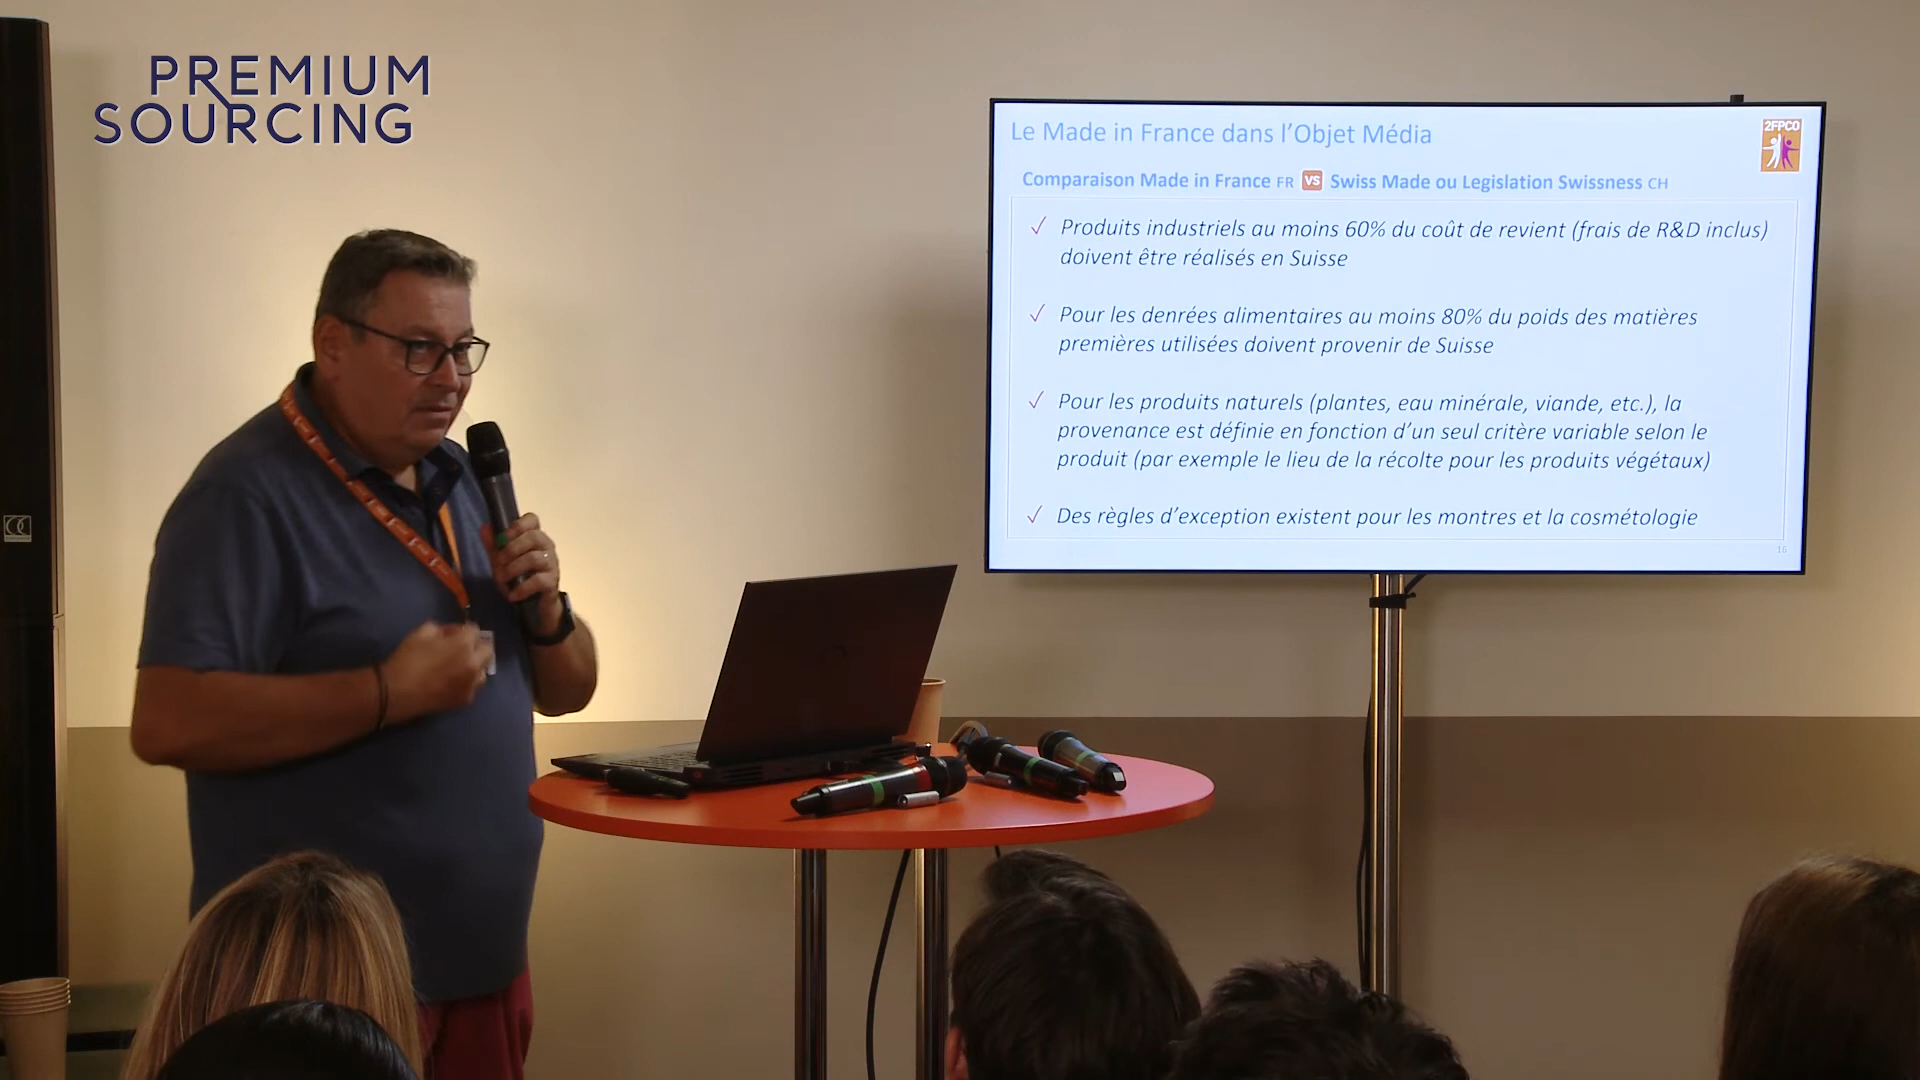 PREMIUM
SOURCING
Le Made in France dans l'Objet Média
2FPCO
Comparaison Made in France FR VS Swiss Made ou Legislation Swissness CH
✓ Produits industriels au moins 60% du coût de revient (frais de R&D inclus)
doivent être réalisés en Suisse
✓ Pour les denrées alimentaires au moins 80% du poids des matières
premières utilisées doivent provenir de Suisse
✓ Pour les produits naturels (plantes, eau minérale, viande, etc.), la
provenance est définie en fonction d'un seul critère variable selon le
produit (par exemple le lieu de la récolte pour les produits végétaux)
✓ Des règles d'exception existent pour les montres et la cosmétologie
16